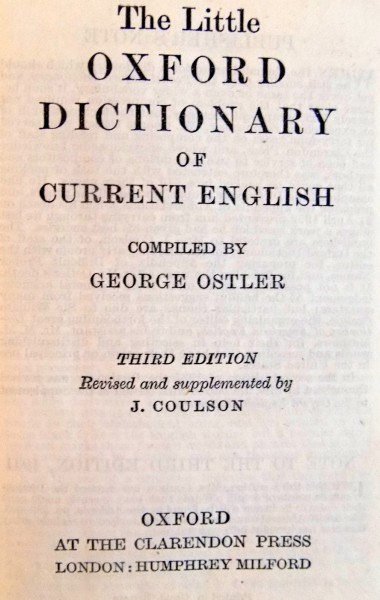 The Little
OXFORD
DICTIONARY
OF
CURRENT ENGLISH
COMPILED BY
GEORGE OSTLER
THIRD EDITION
Revised and supplemented by
J. COULSON
OXFORD
AT THE CLARENDON PRESS
LONDON: HUMPHREY MILFORD